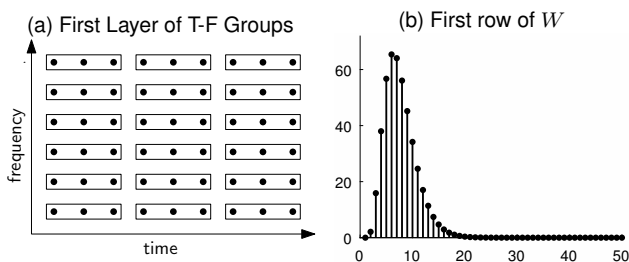 (a) First Layer of T-F Groups
frequency
time
(b) First row of W
60
40
20
0
0 10 20 30 40 50